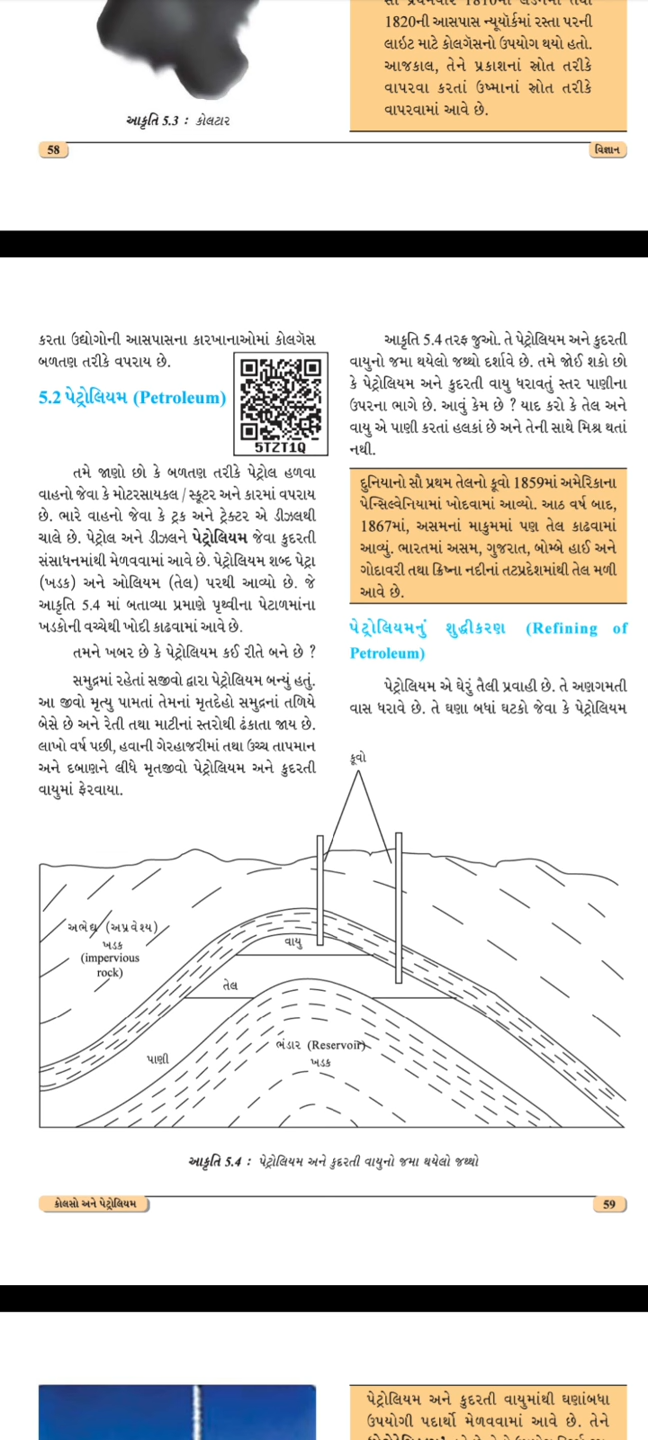 1820ની આસપાસ ન્યૂયૉર્કમાં રસ્તા પરની
લાઇટ માટે કોલગૅસનો ઉપયોગ થયો હતો.
આજકાલ, તેને પ્રકાશનાં સ્રોત તરીકે
વાપરવા કરતાં ઉષ્માનાં સ્રોત તરીકે
વાપરવામાં આવે છે.
આકૃતિ 5.3 : કોલટાર
58
વિજ્ઞાન
કરતા ઉદ્યોગોની આસપાસના કારખાનાઓમાં કોલગૅસ
બળતણ તરીકે વપરાય છે.
5.2 પેટ્રોલિયમ (Petroleum)
5TZT1Q
તમે જાણો છો કે બળતણ તરીકે પેટ્રોલ હળવા
વાહનો જેવા કે મોટરસાયકલ / સ્કૂટર અને કારમાં વપરાય
છે. ભારે વાહનો જેવા કે ટ્રક અને ટ્રેક્ટર એ ડીઝલથી
ચાલે છે. પેટ્રોલ અને ડીઝલને પેટ્રોલિયમ જેવા કુદરતી
સંસાધનમાંથી મેળવવામાં આવે છે. પેટ્રોલિયમ શબ્દ પેટ્રા
(ખડક) અને ઓલિયમ (તેલ) પરથી આવ્યો છે. જે
આકૃતિ 5.4 માં બતાવ્યા પ્રમાણે પૃથ્વીના પેટાળમાંના
ખડકોની વચ્ચેથી ખોદી કાઢવામાં આવે છે.
તમને ખબર છે કે પેટ્રોલિયમ કઈ રીતે બને છે ?
સમુદ્રમાં રહેતાં સજીવો દ્વારા પેટ્રોલિયમ બન્યું હતું.
આ જીવો મૃત્યુ પામતાં તેમનાં મૃતદેહો સમુદ્રનાં તળિયે
બેસે છે અને રેતી તથા માટીનાં સ્તરોથી ઢંકાતા જાય છે.
લાખો વર્ષ પછી, હવાની ગેરહાજરીમાં તથા ઉચ્ચ તાપમાન
અને દબાણને લીધે મૃતજીવો પેટ્રોલિયમ અને કુદરતી
વાયુમાં ફેરવાયા.
આકૃતિ 5.4 તરફ જુઓ. તે પેટ્રોલિયમ અને કુદરતી
વાયુનો જમા થયેલો જથ્થો દર્શાવે છે. તમે જોઈ શકો છો
કે પેટ્રોલિયમ અને કુદરતી વાયુ ધરાવતું સ્તર પાણીના
ઉપરના ભાગે છે. આવું કેમ છે ? યાદ કરો કે તેલ અને
વાયુ એ પાણી કરતાં હલકાં છે અને તેની સાથે મિશ્ર થતાં
નથી.
દુનિયાનો સૌ પ્રથમ તેલનો કૂવો 1859માં અમેરિકાના
પેન્સિલ્વેનિયામાં ખોદવામાં આવ્યો. આઠ વર્ષ બાદ,
1867માં, અસમનાં માકુમમાં પણ તેલ કાઢવામાં
આવ્યું. ભારતમાં અસમ, ગુજરાત, બોમ્બે હાઈ અને
ગોદાવરી તથા ક્રિષ્ના નદીનાં તટપ્રદેશમાંથી તેલ મળી
આવે છે.
પેટ્રોલિયમનું શુદ્ધીકરણ (Refining of
Petroleum)
પેટ્રોલિયમ એ ઘેરું તૈલી પ્રવાહી છે. તે અણગમતી
વાસ ધરાવે છે. તે ઘણા બધાં ઘટકો જેવા કે પેટ્રોલિયમ
કૂવો
અભેદ્ય (અપ્રવેશ્ય)
ખડક
(impervious
rock)
વાયુ
તેલ
પાણી
ભંડાર (Reservoir)
ખડક
આકૃતિ 5.4 : પેટ્રોલિયમ અને કુદરતી વાયુનો જમા થયેલો જથ્થો
કોલસો અને પેટ્રોલિયમ
59
પેટ્રોલિયમ અને કુદરતી વાયુમાંથી ઘણાંબધા
ઉપયોગી પદાર્થો મેળવવામાં આવે છે. તેને